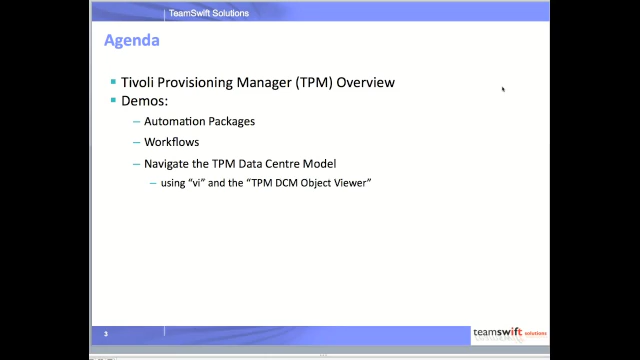 TeamSwift Solutions
Agenda
Tivoli Provisioning Manager (TPM) Overview
Demos:
– Automation Packages
– Workflows
– Navigate the TPM Data Centre Model
– using “vi” and the “TPM DCM Object Viewer”
3
teamswift solutions